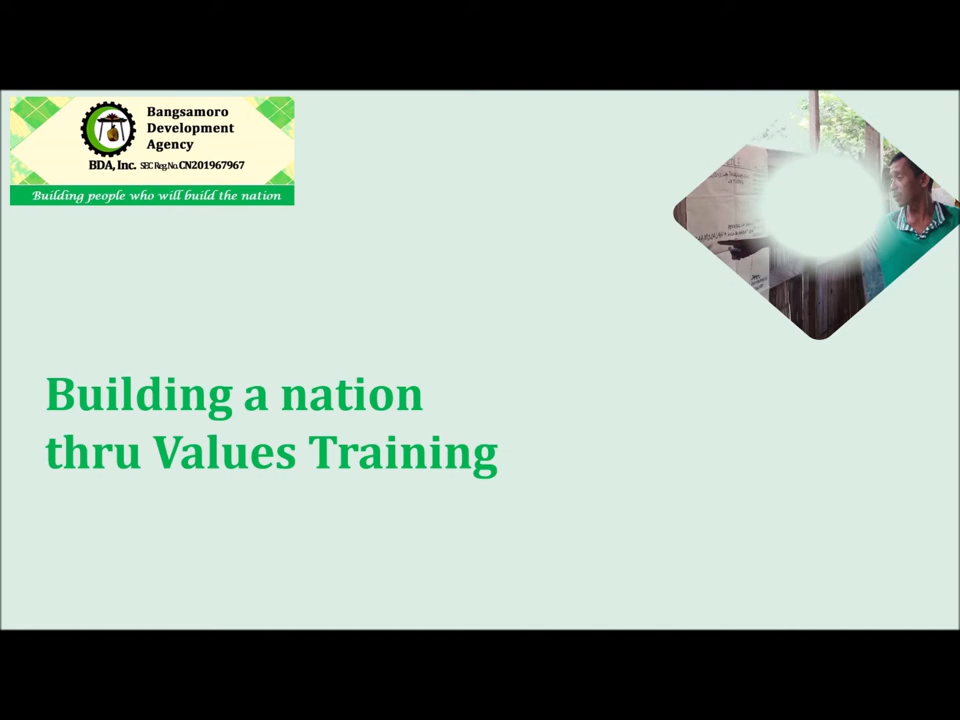 Bangsamoro
Development
Agency
BDA, Inc. SEC Reg.No.CN201967967
Building people who will build the nation
Building a nation
thru Values Training